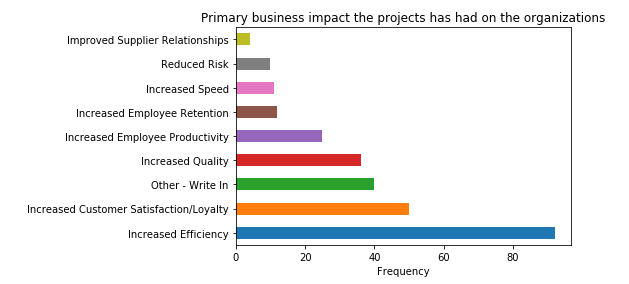 Primary business impact the projects has had on the organizations
Improved Supplier Relationships
Reduced Risk
Increased Speed
Increased Employee Retention
Increased Employee Productivity
Increased Quality
Other - Write In
Increased Customer Satisfaction/Loyalty
Increased Efficiency
0 20 40 60 80
Frequency